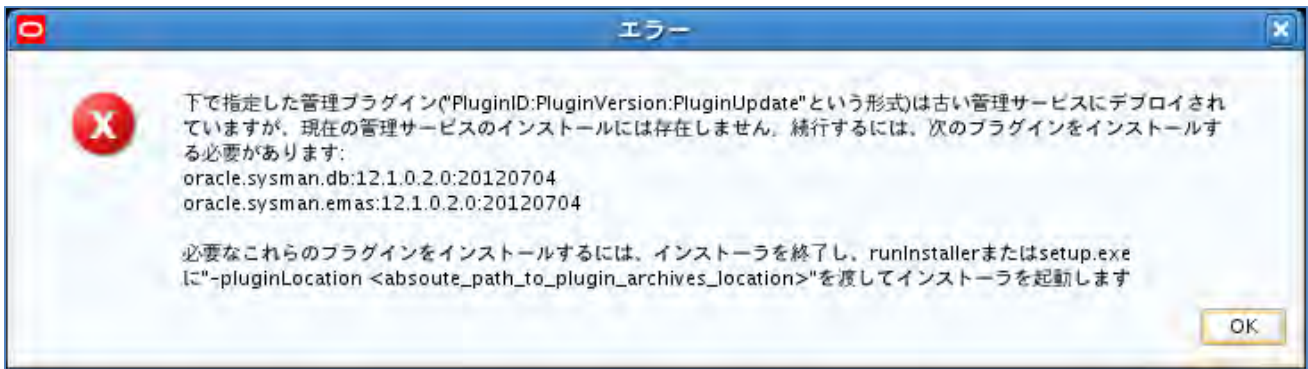 エラー
下で指定した管理プラグイン("PluginID:PluginVersion:PluginUpdate"という形式)は古い管理サービスにデプロイされ
ていますが、現在の管理サービスのインストールには存在しません。続行するには、次のプラグインをインストールす
る必要があります:
oracle.sysman.db:12.1.0.2.0:20120704
oracle.sysman.emas:12.1.0.2.0:20120704
必要なこれらのプラグインをインストールするには、インストーラを終了し、runInstallerまたはsetup.exe
に"-pluginLocation <absoute_path_to_plugin_archives_location>"を渡してインストーラを起動します
OK